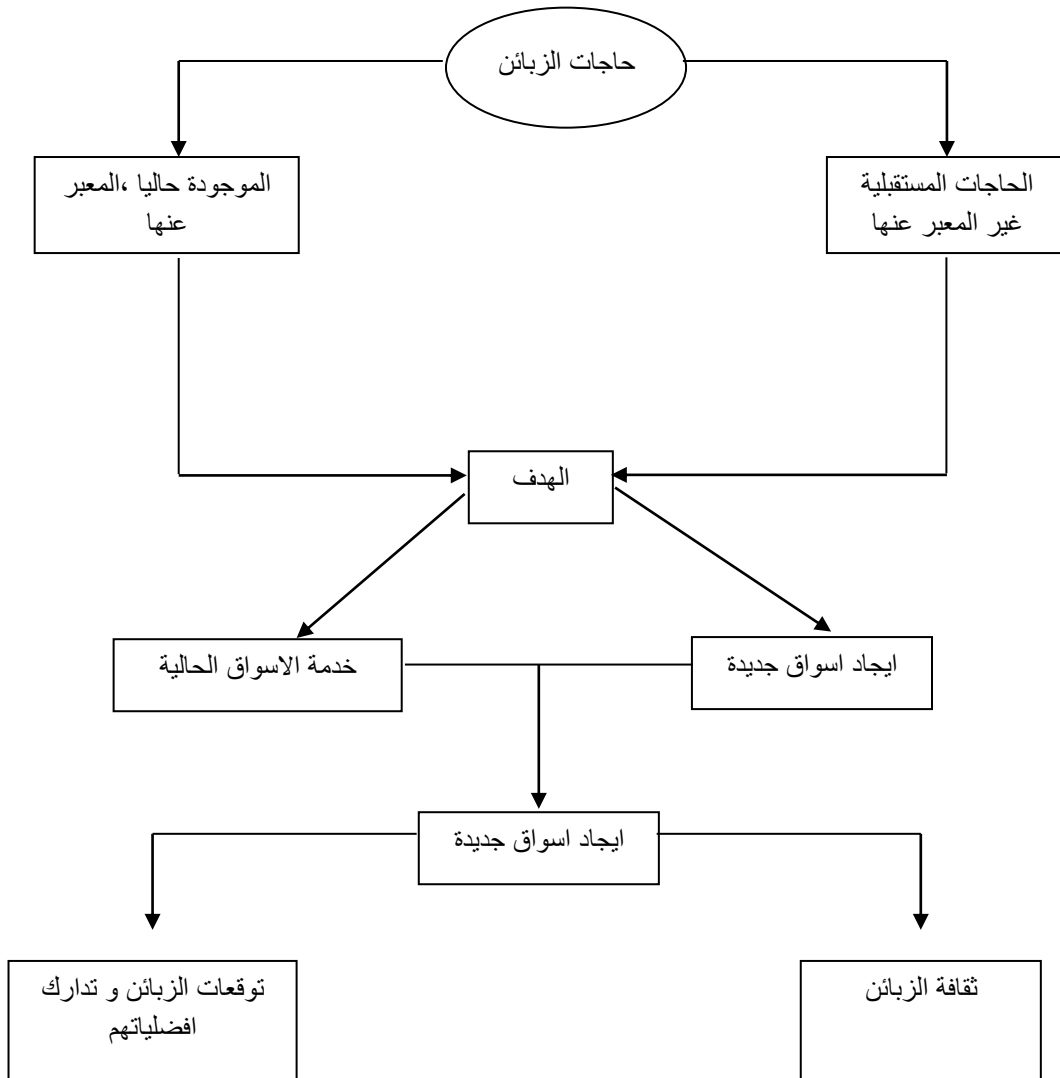 حاجات الزبائن
الحاجات المستقبلية
غير المعبر عنها
الموجودة حاليا ،المعبر
عنها
الهدف
ايجاد اسواق جديدة
خدمة الاسواق الحالية
ايجاد اسواق جديدة
ثقافة الزبائن
توقعات الزبائن و تدارك
افضلياتهم